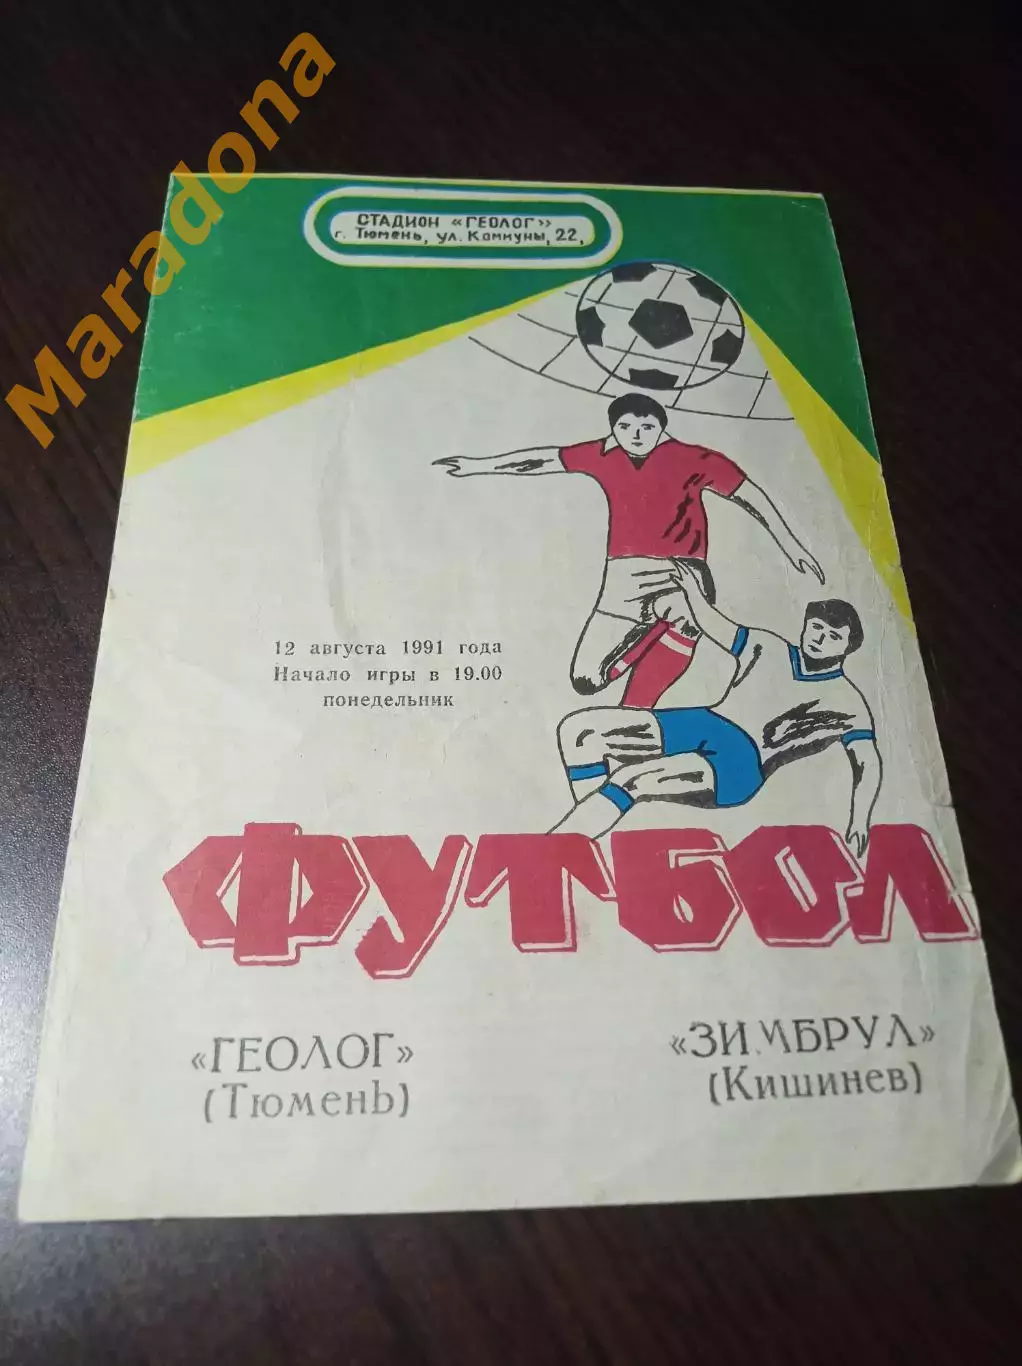 Maradona
СТАДИОН «ГЕОЛОГ»
г. Тюмень, ул. Коммуны, 22,
12 августа 1991 года
Начало игры в 19.00
понедельник
ФУТБОЛ
«ГЕОЛОГ»
(Тюмень)
«ЗИМБРУЛ»
(Кишинев)